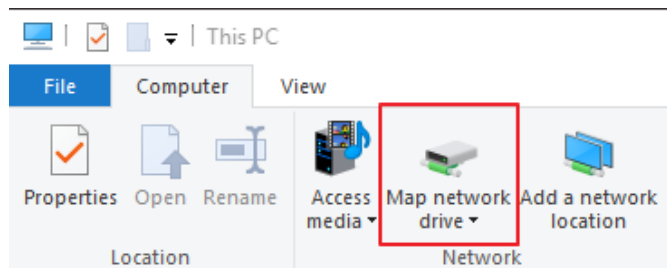 This PC
File Computer View
Properties Open Rename Access media Map network drive Add a network location
Location Network